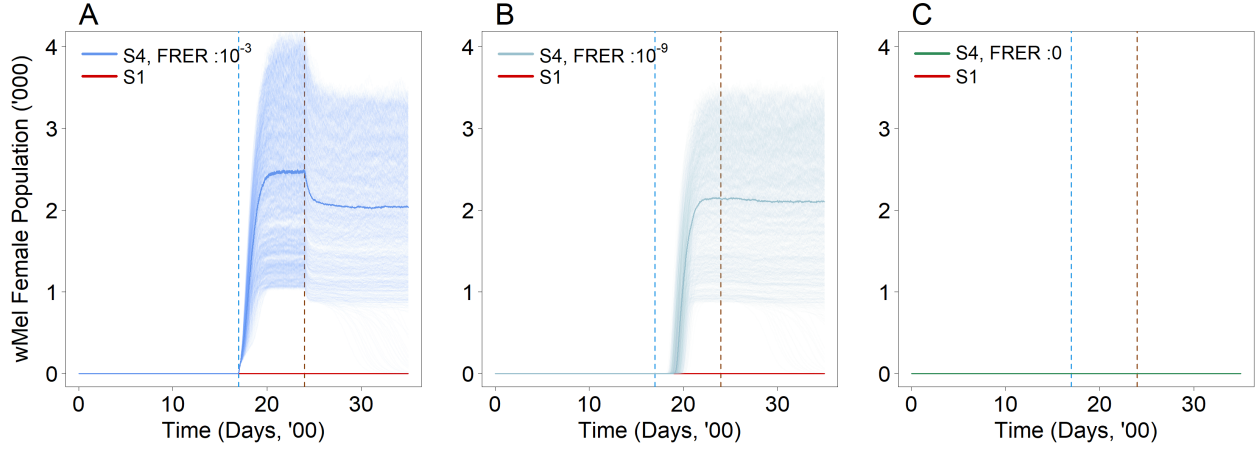 A
wMel Female Population ('000)
4
3
2
1
0
S4, FRER :10-3
S1
0
10
20
30
Time (Days, '00)
B
4
3
2
1
0
S4, FRER :10-9
S1
0
10
20
30
Time (Days, '00)
C
4
3
2
1
0
S4, FRER :0
S1
0
10
20
30
Time (Days, '00)